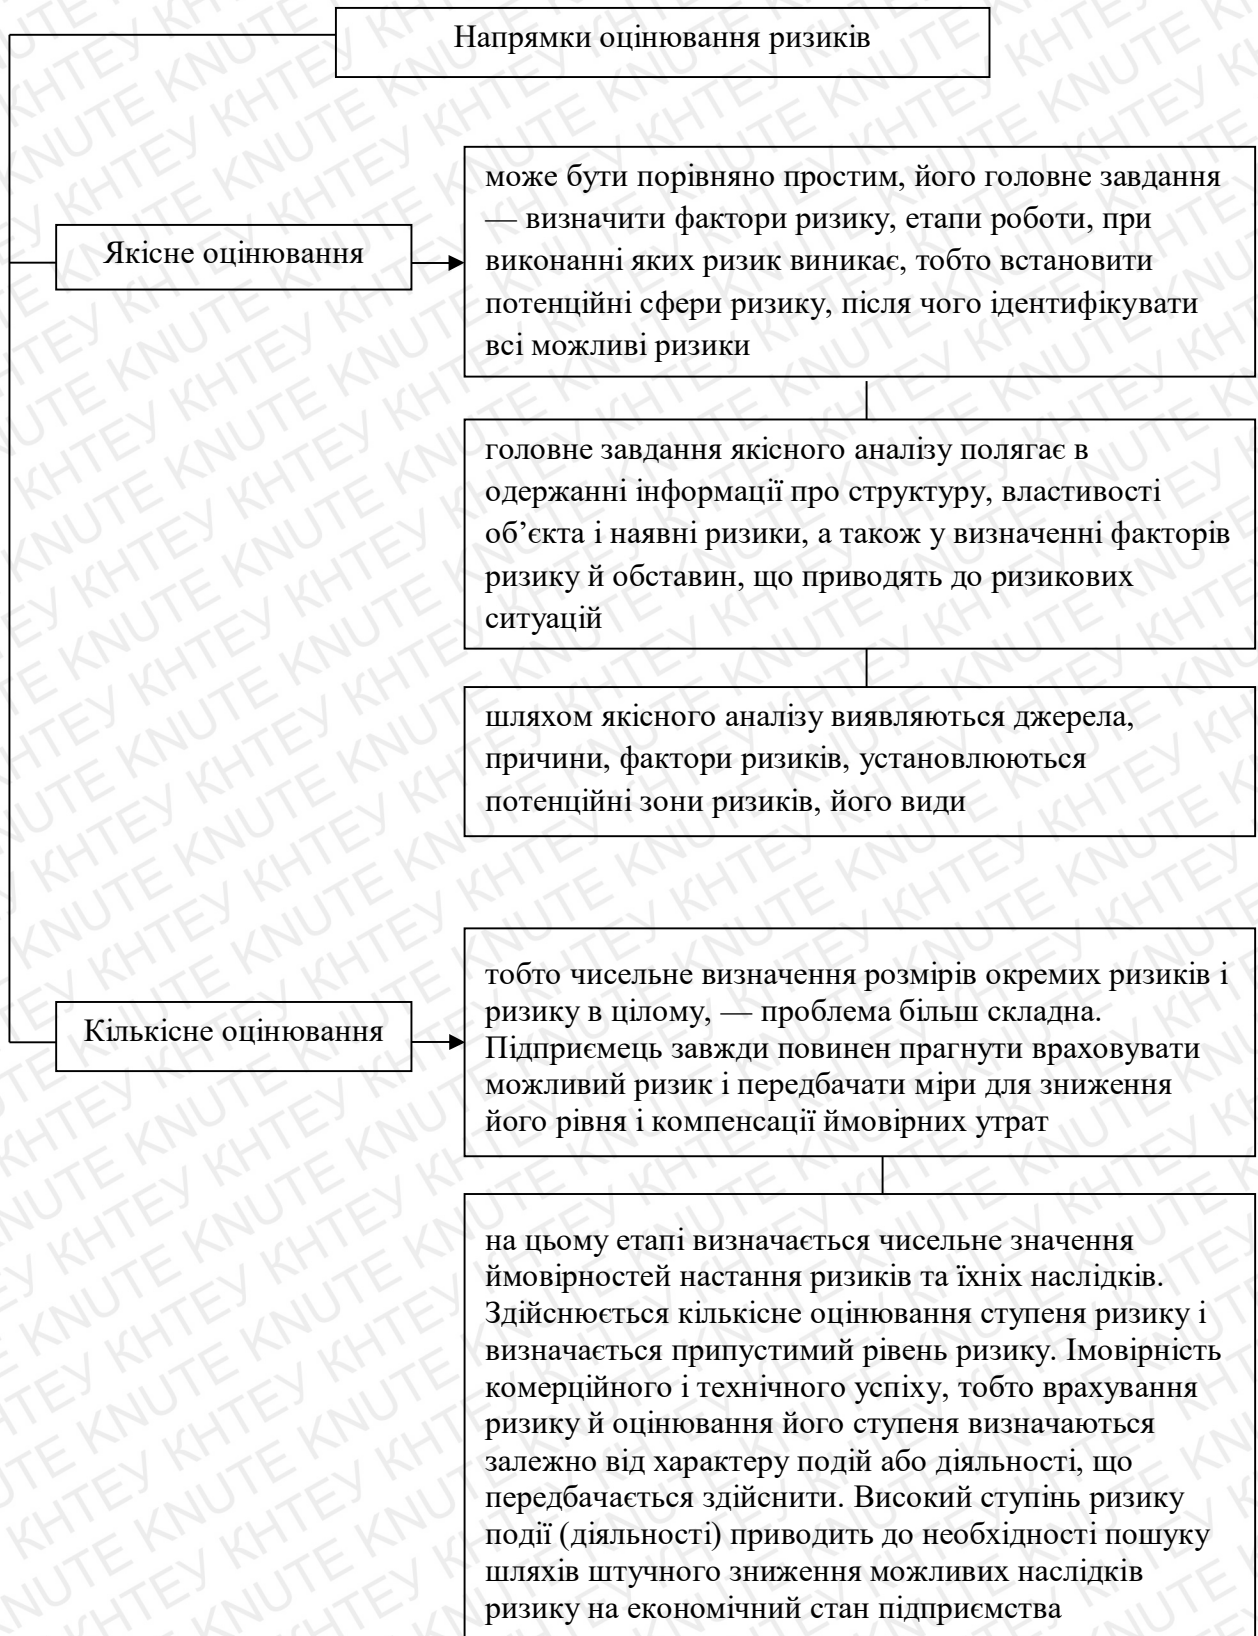 Напрямки оцінювання ризиків
Якісне оцінювання
може бути порівняно простим, його головне завдання
— визначити фактори ризику, етапи роботи, при
виконанні яких ризик виникає, тобто встановити
потенційні сфери ризику, після чого ідентифікувати
всі можливі ризики
головне завдання якісного аналізу полягає в
одержанні інформації про структуру, властивості
об’єкта і наявні ризики, а також у визначенні факторів
ризику й обставин, що приводять до ризикових
ситуацій
шляхом якісного аналізу виявляються джерела,
причини, фактори ризиків, установлюються
потенційні зони ризиків, його види
Кількісне оцінювання
тобто чисельне визначення розмірів окремих ризиків і
ризику в цілому, — проблема більш складна.
Підприємець завжди повинен прагнути враховувати
можливий ризик і передбачати міри для зниження
його рівня і компенсації ймовірних утрат
на цьому етапі визначається чисельне значення
ймовірностей настання ризиків та їхніх наслідків.
Здійснюється кількісне оцінювання ступеня ризику і
визначається припустимий рівень ризику. Імовірність
комерційного і технічного успіху, тобто врахування
ризику й оцінювання його ступеня визначаються
залежно від характеру подій або діяльності, що
передбачається здійснити. Високий ступінь ризику
події (діяльності) приводить до необхідності пошуку
шляхів штучного зниження можливих наслідків
ризику на економічний стан підприємства